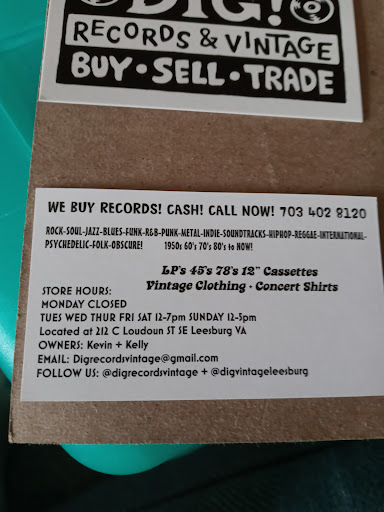 DIG!
RECORDS & VINTAGE
BUY • SELL • TRADE
WE BUY RECORDS! CASH! CALL NOW! 703 402 8120
ROCK-SOUL-JAZZ-BLUES-FUNK-R&B-PUNK-METAL-INDIE-SOUNDTRACKS-HIPHOP-REGGAE-INTERNATIONAL-
PSYCHEDELIC-FOLK-OBSCURE! 1950s 60's 70's 80's to NOW!
LP's 45's 78's 12" Cassettes
Vintage Clothing - Concert Shirts
STORE HOURS:
MONDAY CLOSED
TUES WED THUR FRI SAT 12-7pm SUNDAY 12-5pm
Located at 212 C Loudoun ST SE Leesburg VA
OWNERS: Kevin + Kelly
EMAIL: Digrecordsvintage@gmail.com
FOLLOW US: @digrecordsvintage + @digvintageleesburg